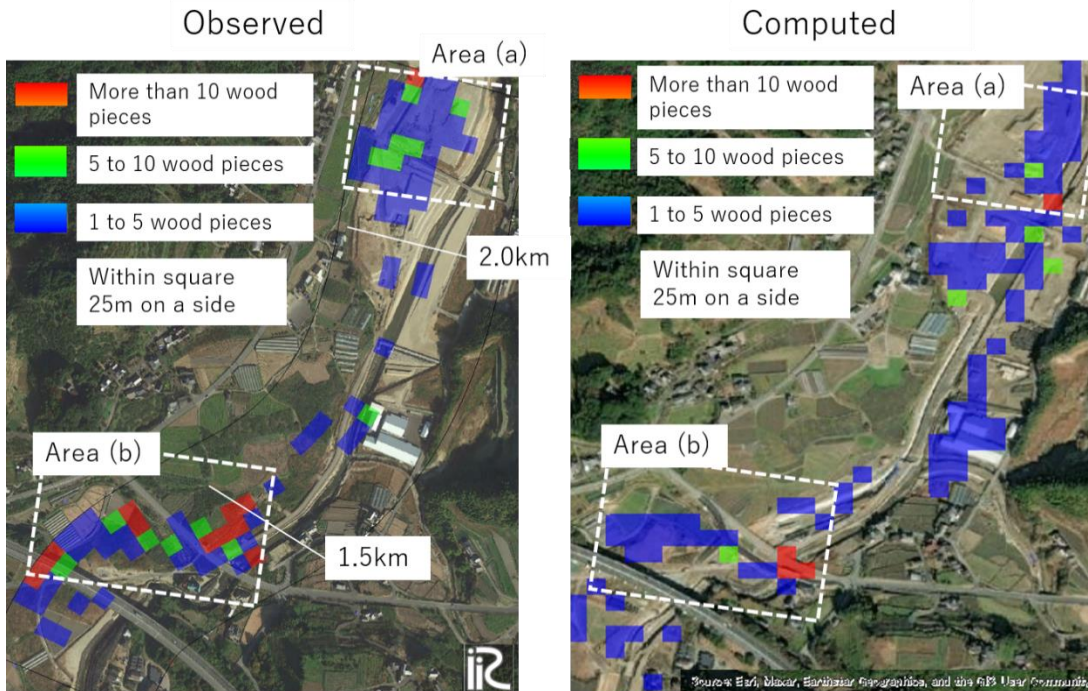 Observed
Area (a)
More than 10 wood
pieces
5 to 10 wood pieces
1 to 5 wood pieces
Within square
25m on a side
2.0km
Area (b)
1.5km
iRIC
Computed
Area (a)
More than 10 wood
pieces
5 to 10 wood pieces
1 to 5 wood pieces
Within square
25m on a side
Area (b)
Source: Esri, Maxar, Earthstar Geographics, and the GIS User Community